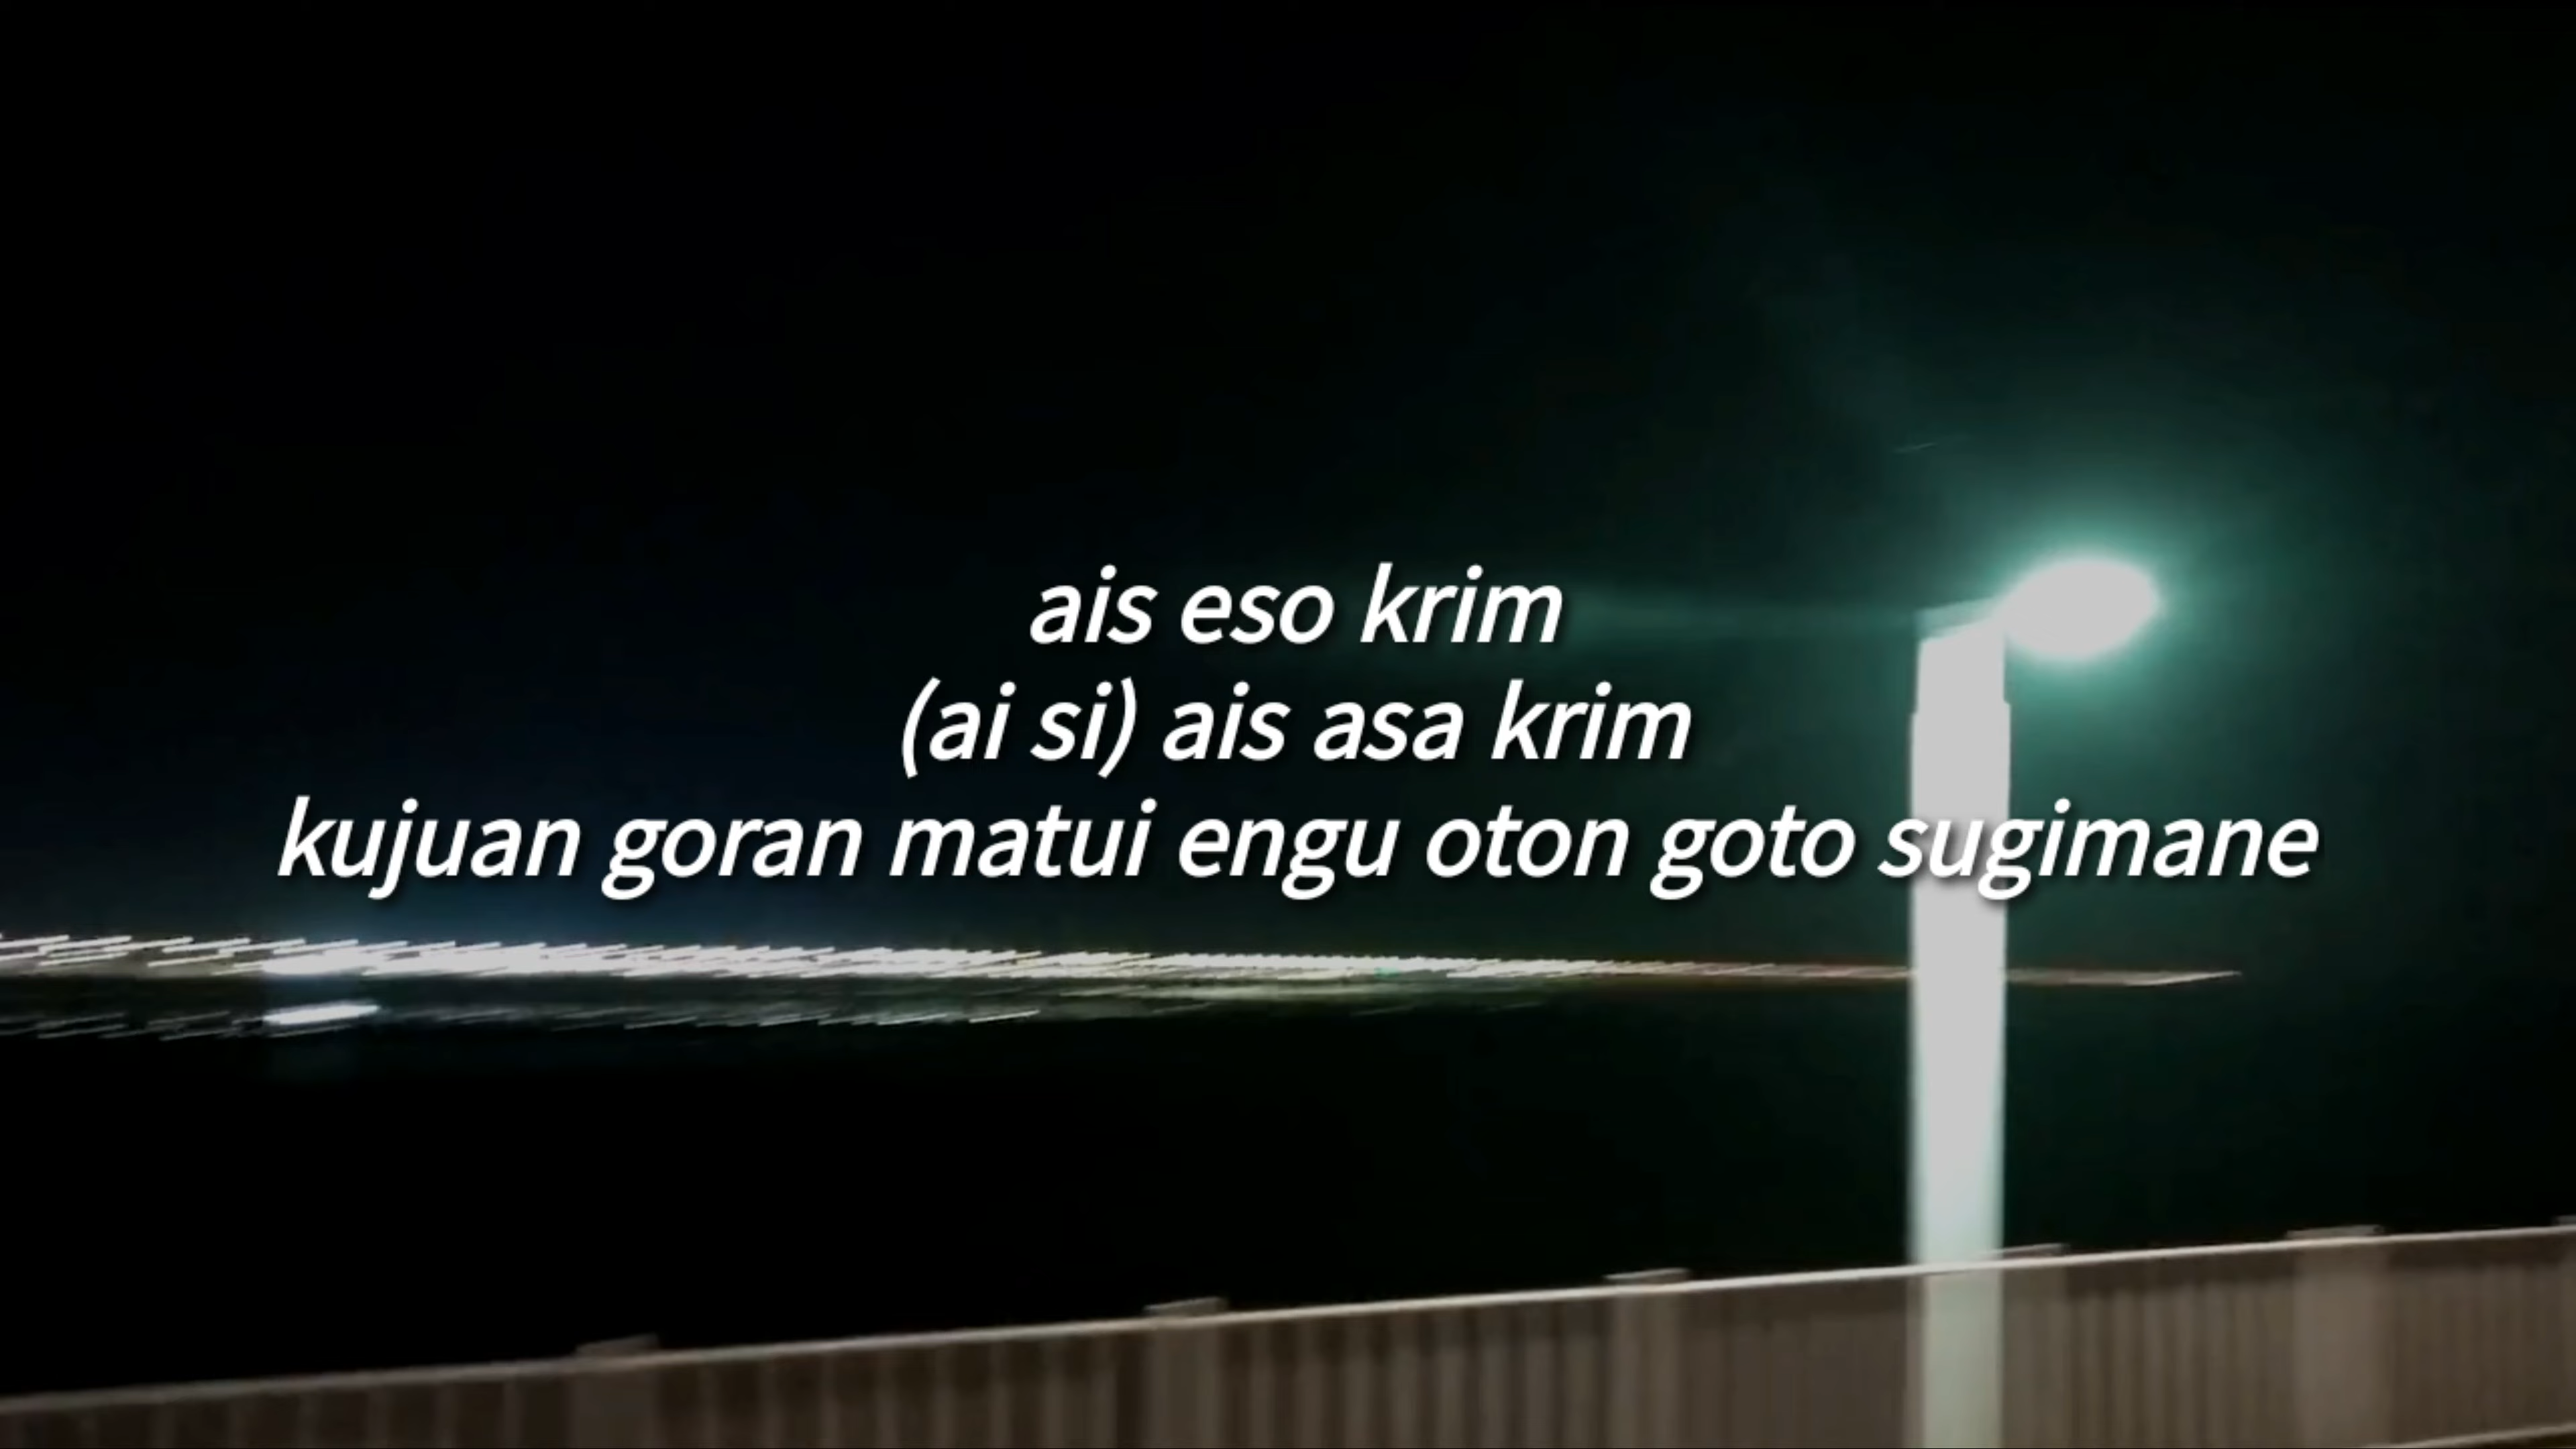 ais eso krim
(ai si) ais asa krim
kujuan goran matui engu oton goto sugimane